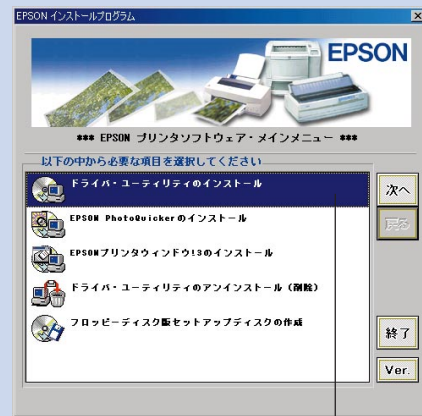 EPSON インストールプログラム
EPSON
*** EPSON プリンタソフトウェア・メインメニュー ***
以下の中から必要な項目を選択してください
ドライバ・ユーティリティのインストール
次へ
戻る
EPSON PhotoQuickerのインストール
EPSONプリンタウィンドウ!3のインストール
ドライバ・ユーティリティのアンインストール（削除）
フロッピーディスク版セットアップディスクの作成
終了
Ver.